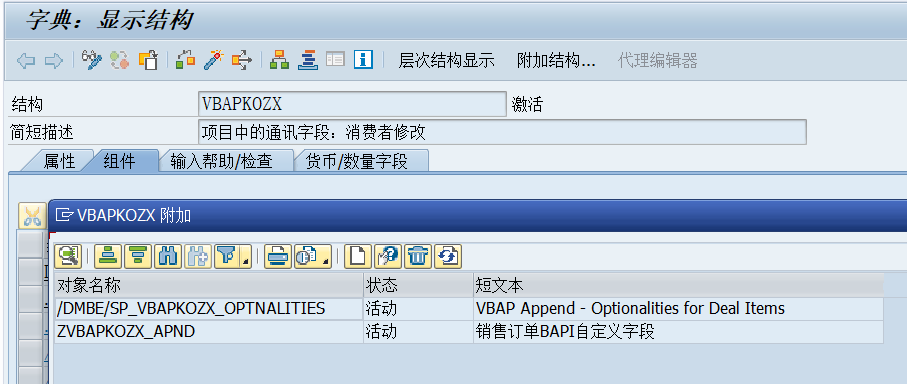 字典: 显示结构
层次结构显示 附加结构... 代理编辑器
结构 VBAPKOZX 激活
简短描述 项目中的通讯字段: 消费者修改
属性 组件 输入帮助/检查 货币/数量字段
VBAPKOZX 附加
对象名称 状态 短文本
/DMBE/SP_VBAPKOZX_OPTNALITIES 活动 VBAP Append - Optionalities for Deal Items
ZVBAPKOZX_APND 活动 销售订单BAPI自定义字段